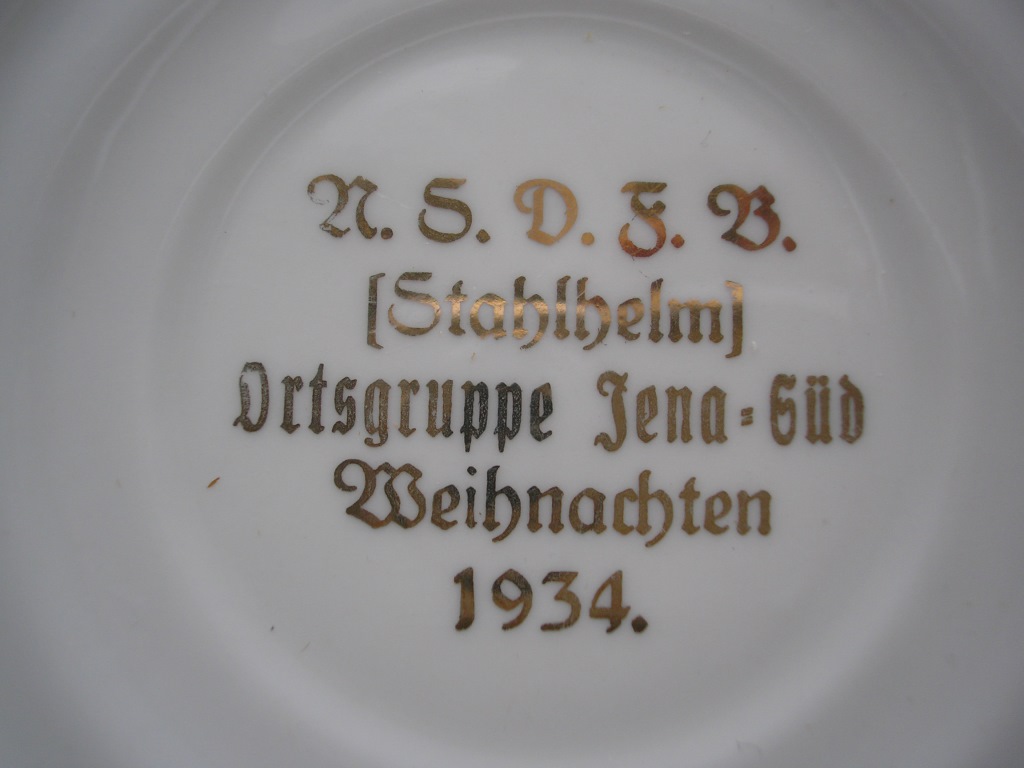 N. S. D. F. B.
[Stahlhelm]
Ortsgruppe Jena-Süd
Weihnachten
1934.